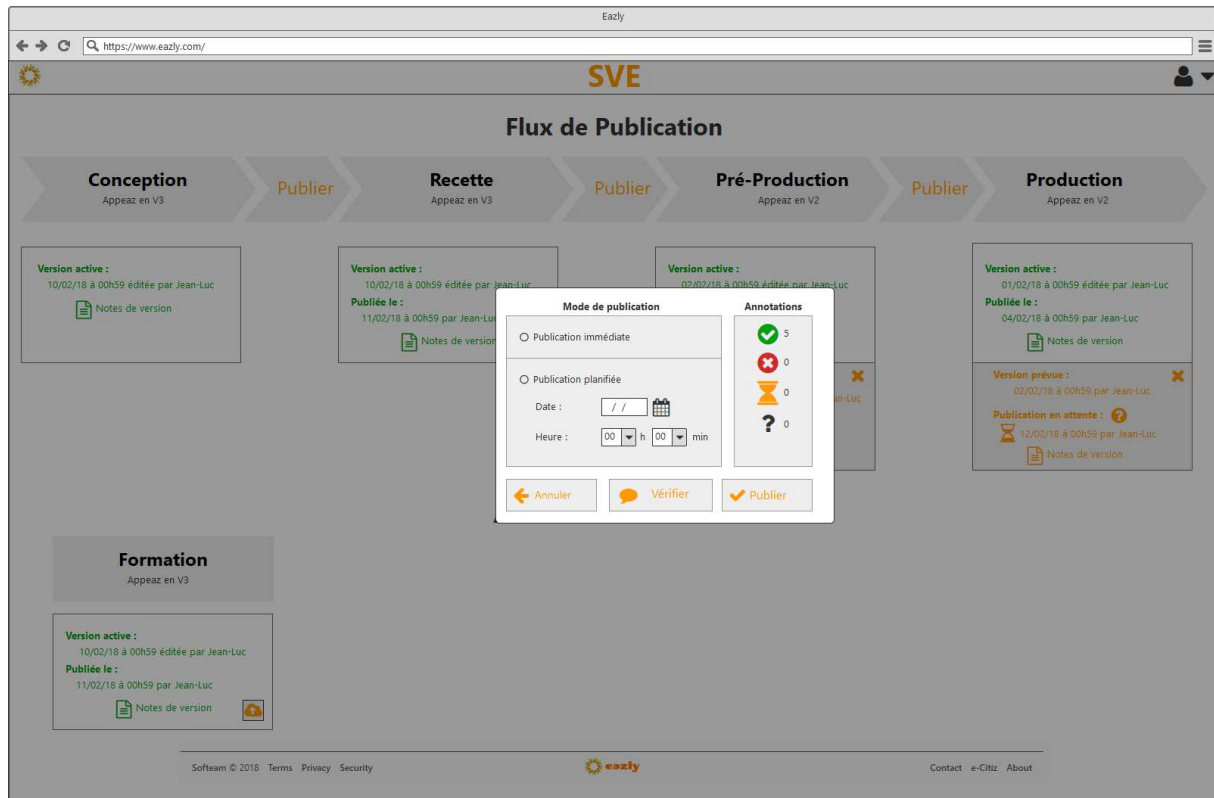 Eazly
https://www.eazly.com/
SVE
Flux de Publication
Conception
Appeaz en V3
Publier
Recette
Appeaz en V3
Publier
Pré-Production
Appeaz en V2
Publier
Production
Appeaz en V2
Version active :
10/02/18 à 00h59 éditée par Jean-Luc
Notes de version
Version active :
10/02/18 à 00h59 éditée par Jean-Luc
Publiée le :
11/02/18 à 00h59 par Jean-Luc
Notes de version
Version active :
02/02/18 à 00h59 éditée par Jean-Luc
an-Luc
Version active :
01/02/18 à 00h59 éditée par Jean-Luc
Publiée le :
04/02/18 à 00h59 par Jean-Luc
Notes de version
Version prévue :
02/02/18 à 00h59 par Jean-Luc
Publication en attente :
12/02/18 à 00h59 par Jean-Luc
Notes de version
Mode de publication
Publication immédiate
Publication planifiée
Date : / /
Heure : 00 h 00 min
Annotations
5
0
0
? 0
Annuler
Vérifier
Publier
Formation
Appeaz en V3
Version active :
10/02/18 à 00h59 éditée par Jean-Luc
Publiée le :
11/02/18 à 00h59 par Jean-Luc
Notes de version
Softeam © 2018 Terms Privacy Security
eazly
Contact e-Citiz About